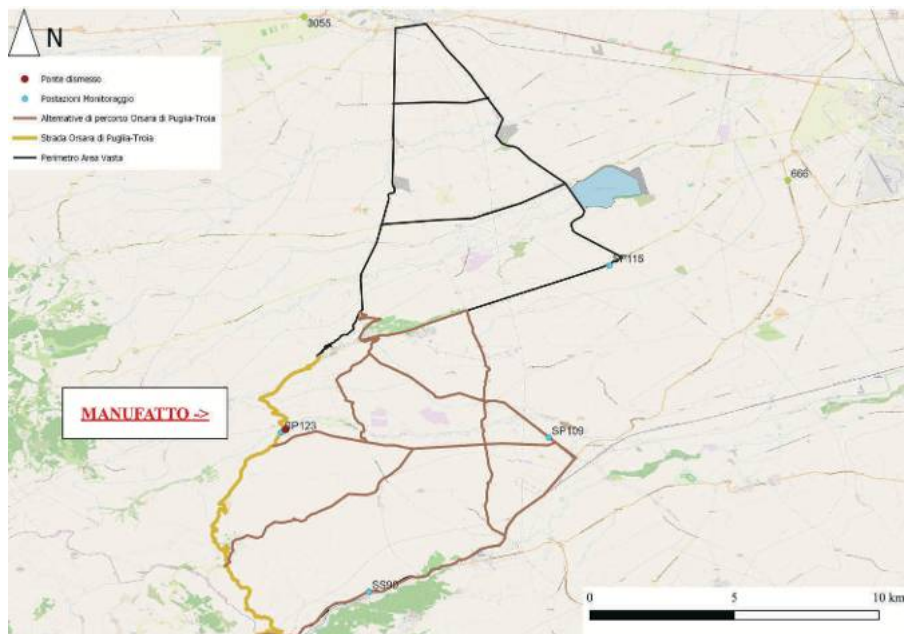 3055
N
Ponte dismesso
Postazioni Monitoraggio
Alternative di percorso Orsara di Puglia-Troia
Strada Orsara di Puglia-Troia
Perimetro Area Vasta
666
SP115
MANUFATTO ->
SP123
SP109
SS90
0 5 10 km